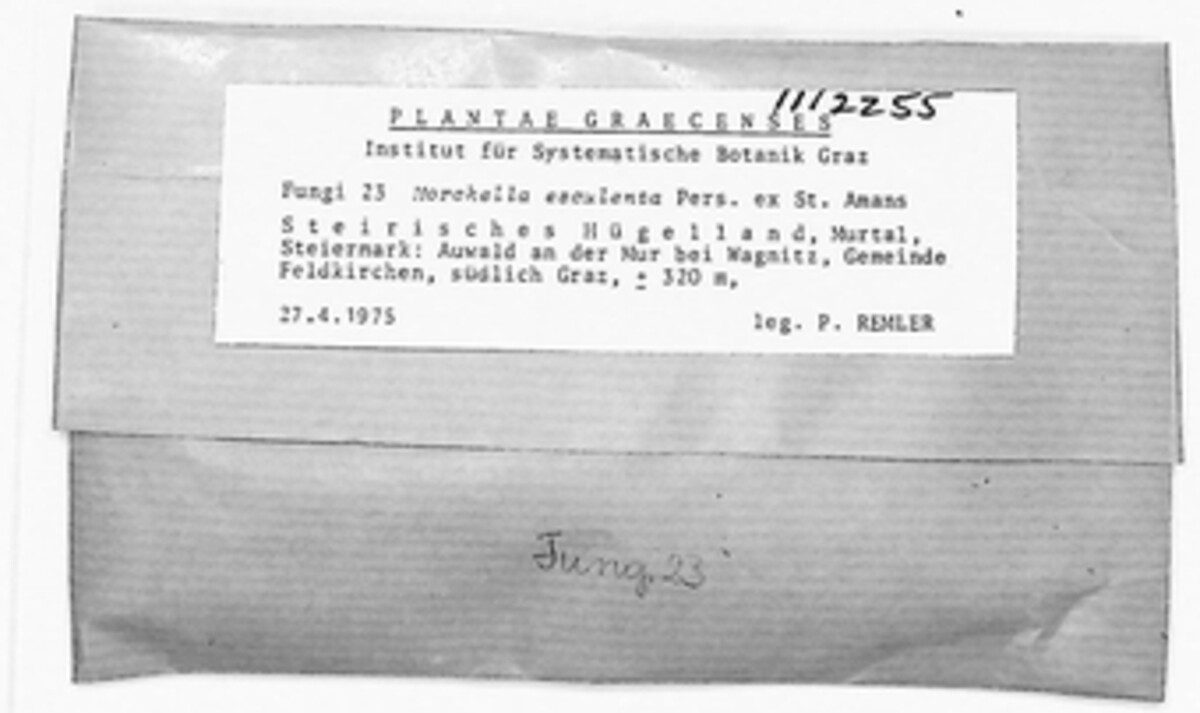 1112255
PLANTAE GRAECENSES
Institut für Systematische Botanik Graz
Fungi 23 Morchella esculenta Pers. ex St. Amans
Steirisches Hügelland, Murtal,
Steiermark: Auwald an der Mur bei Wagnitz, Gemeinde
Feldkirchen, südlich Graz, ± 320 m,
27.4.1975 leg. P. REMLER
Fung. 23